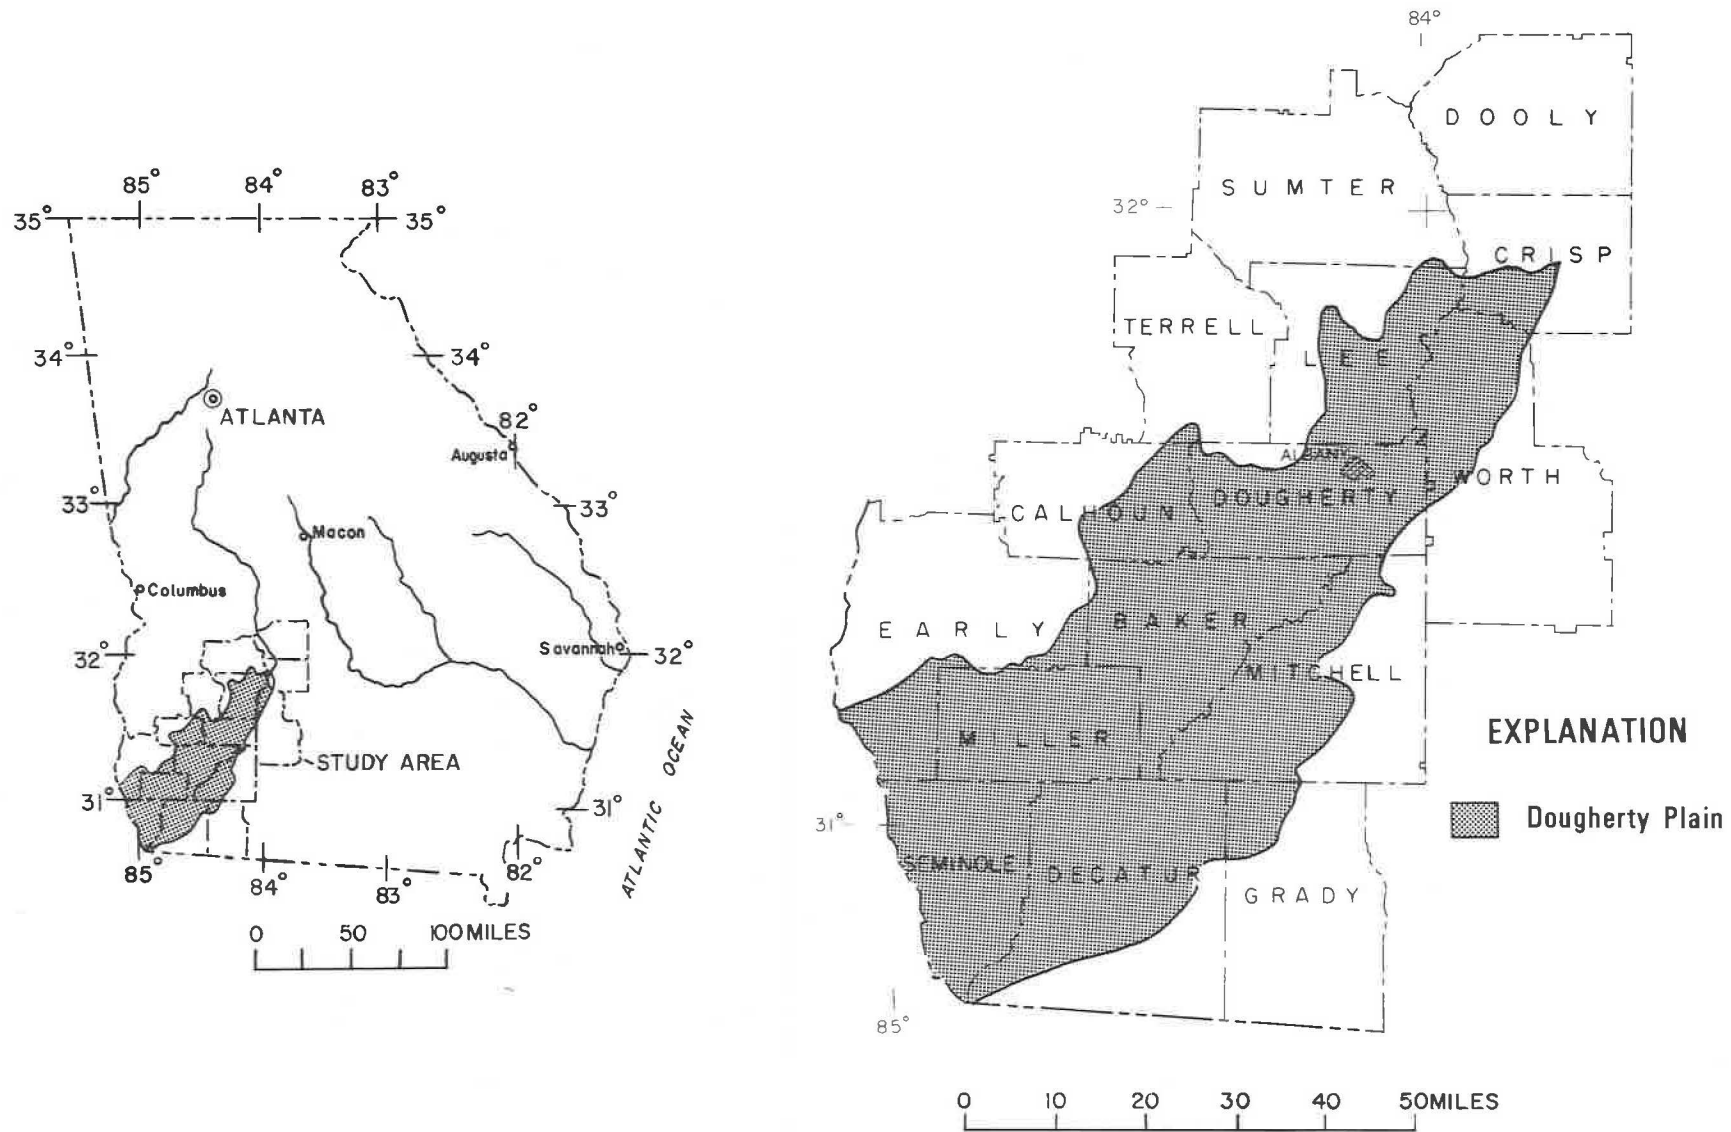 85° 84° 83°
35° 35°
34° 34°
ATLANTA
82°
Augusta
33° 33°
Macon
Columbus
32° Savannah 32°
STUDY AREA
31° 31°
85° 84° 83° 82°
ATLANTIC OCEAN
0 50 100 MILES
84°
DOOLY
SUMTER
32°
CRISP
TERRELL
LEE
ALBANY
WORTH
DOUGHERTY
CALHOUN
EARLY
BAKER
MITCHELL
MILLER
31°
SEMINOLE
DECATUR
GRADY
85°
EXPLANATION
Dougherty Plain
0 10 20 30 40 50 MILES